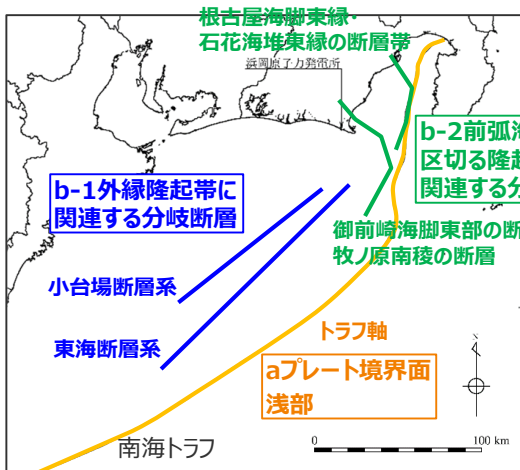 根古屋海脚東縁・
石花海堆東縁の断層帯
浜岡原子力発電所
b-2前弧海
区切る隆起
関連する分
b-1外縁隆起帯に
関連する分岐断層
御前崎海脚東部の断
牧ノ原南稜の断層
小台場断層系
東海断層系
トラフ軸
aプレート境界面
浅部
南海トラフ
N
0 100 km